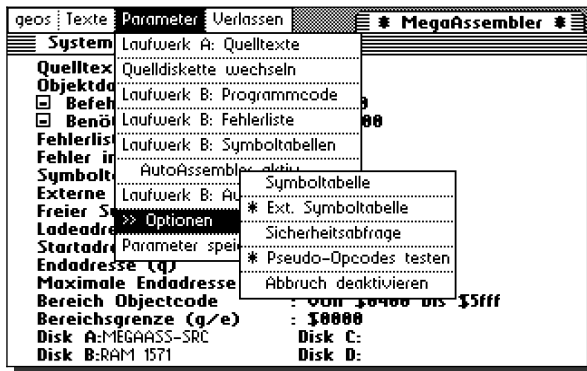 geos Texte Parameter Verlassen * MegaAssembler *
System
Laufwerk A: Quelltexte
Quelldiskette wechseln
Laufwerk B: Programmcode
Laufwerk B: Fehlerliste
Laufwerk B: Symboltabellen
AutoAssembler aktiv
Laufwerk B: Au
>> Optionen
Parameter spei
Symboltabelle
* Ext. Symboltabelle
Sicherheitsabfrage
* Pseudo-Opcodes testen
Abbruch deaktivieren
Quelltex
Objektda
Befeh
Benö
Fehlerlis
Fehler in
Symbolt
Externe
Freier S
Ladeadre
Startadr
Endadresse (q)
Maximale Endadresse
Bereich Objectcode : von $0400 bis $5fff
Bereichsgrenze (g/e) : $0000
Disk A:MEGAASS-SRC Disk C:
Disk B:RAM 1571 Disk D: